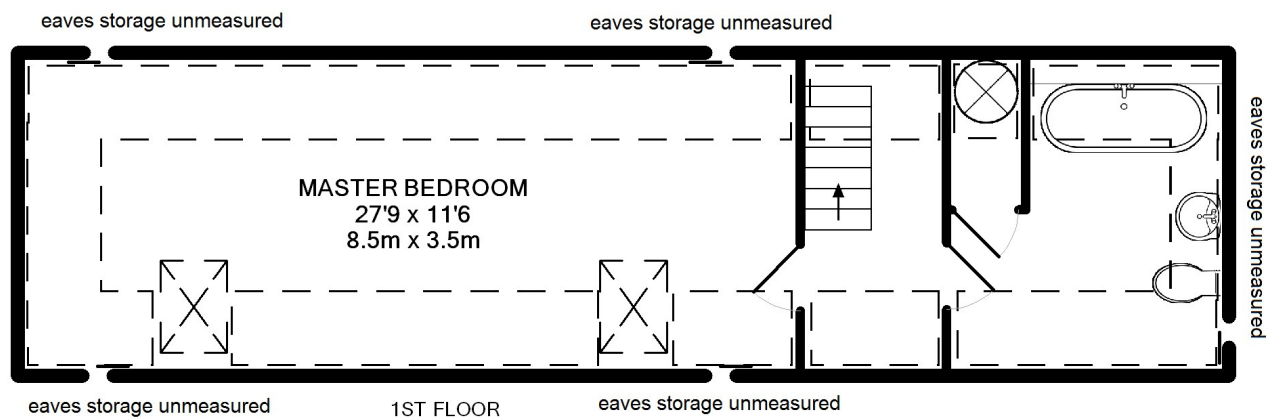 eaves storage unmeasured
eaves storage unmeasured
eaves storage unmeasured
MASTER BEDROOM
27'9 x 11'6
8.5m x 3.5m
eaves storage unmeasured
1ST FLOOR
eaves storage unmeasured